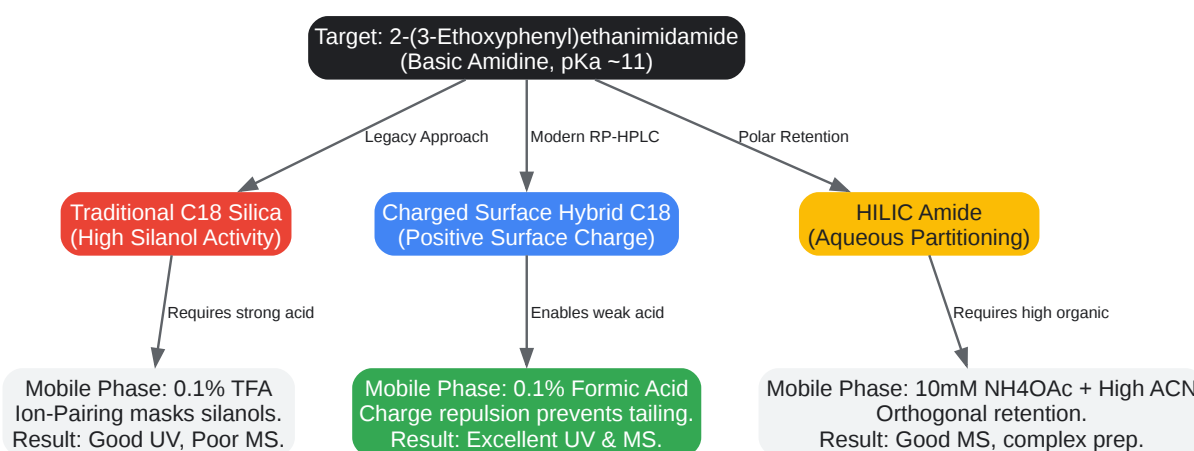 Target: 2-(3-Ethoxyphenyl)ethanimidamide
(Basic Amidine, pKa ~11)
Legacy Approach
Modern RP-HPLC
Polar Retention
Traditional C18 Silica
(High Silanol Activity)
Charged Surface Hybrid C18
(Positive Surface Charge)
HILIC Amide
(Aqueous Partitioning)
Requires strong acid
Enables weak acid
Requires high organic
Mobile Phase: 0.1% TFA
Ion-Pairing masks silanols.
Result: Good UV, Poor MS.
Mobile Phase: 0.1% Formic Acid
Charge repulsion prevents tailing.
Result: Excellent UV & MS.
Mobile Phase: 10mM NH4OAc + High ACN
Orthogonal retention.
Result: Good MS, complex prep.